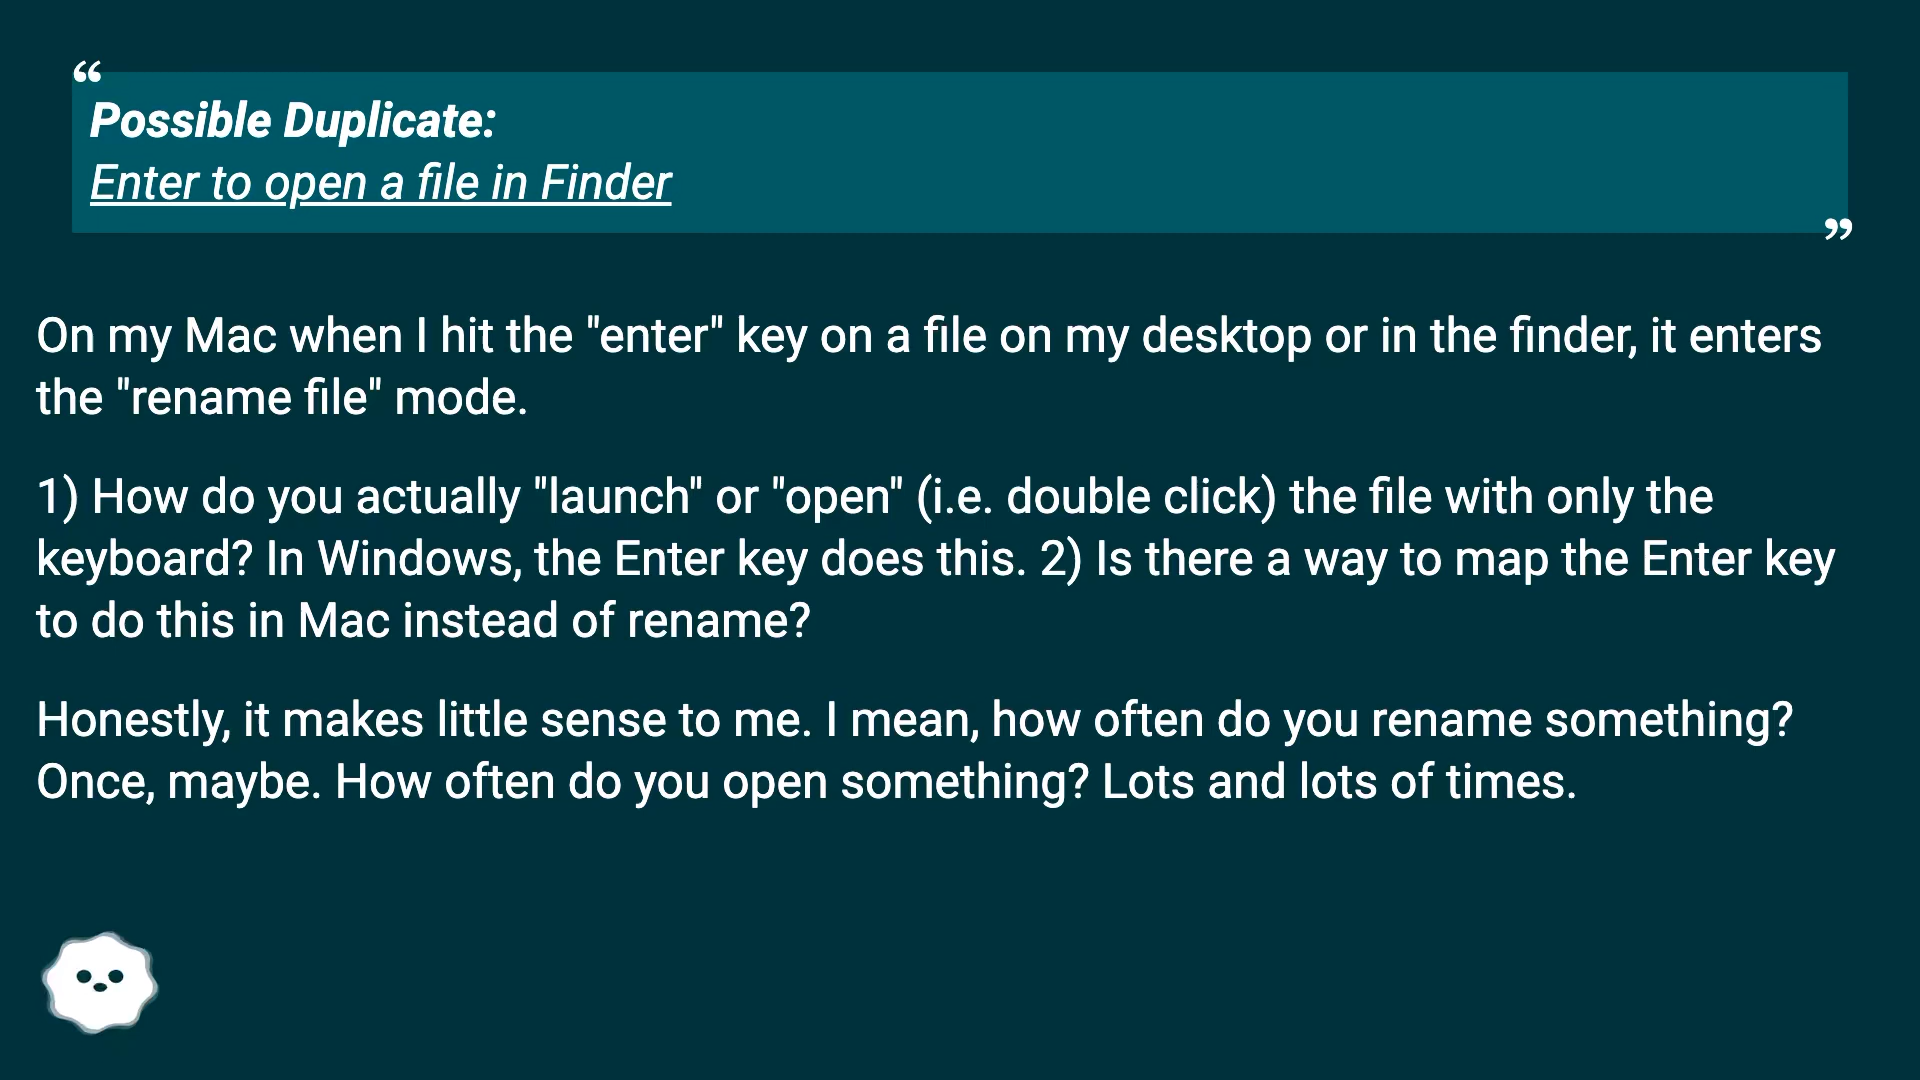 “
Possible Duplicate:
Enter to open a file in Finder
”
On my Mac when I hit the "enter" key on a file on my desktop or in the finder, it enters
the "rename file" mode.
1) How do you actually "launch" or "open" (i.e. double click) the file with only the
keyboard? In Windows, the Enter key does this. 2) Is there a way to map the Enter key
to do this in Mac instead of rename?
Honestly, it makes little sense to me. I mean, how often do you rename something?
Once, maybe. How often do you open something? Lots and lots of times.